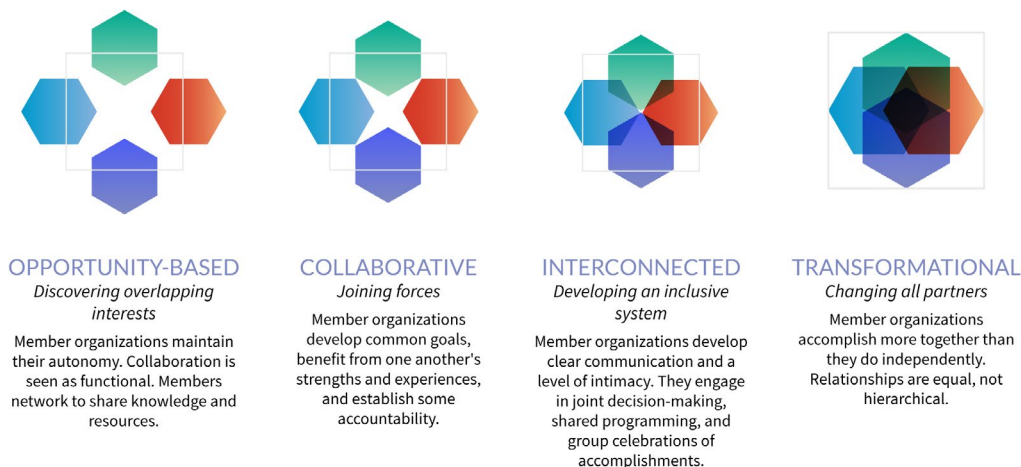 OPPORTUNITY-BASED
Discovering overlapping
interests
Member organizations maintain
their autonomy. Collaboration is
seen as functional. Members
network to share knowledge and
resources.
COLLABORATIVE
Joining forces
Member organizations
develop common goals,
benefit from one another's
strengths and experiences,
and establish some
accountability.
INTERCONNECTED
Developing an inclusive
system
Member organizations develop
clear communication and a
level of intimacy. They engage
in joint decision-making,
shared programming, and
group celebrations of
accomplishments.
TRANSFORMATIONAL
Changing all partners
Member organizations
accomplish more together than
they do independently.
Relationships are equal, not
hierarchical.